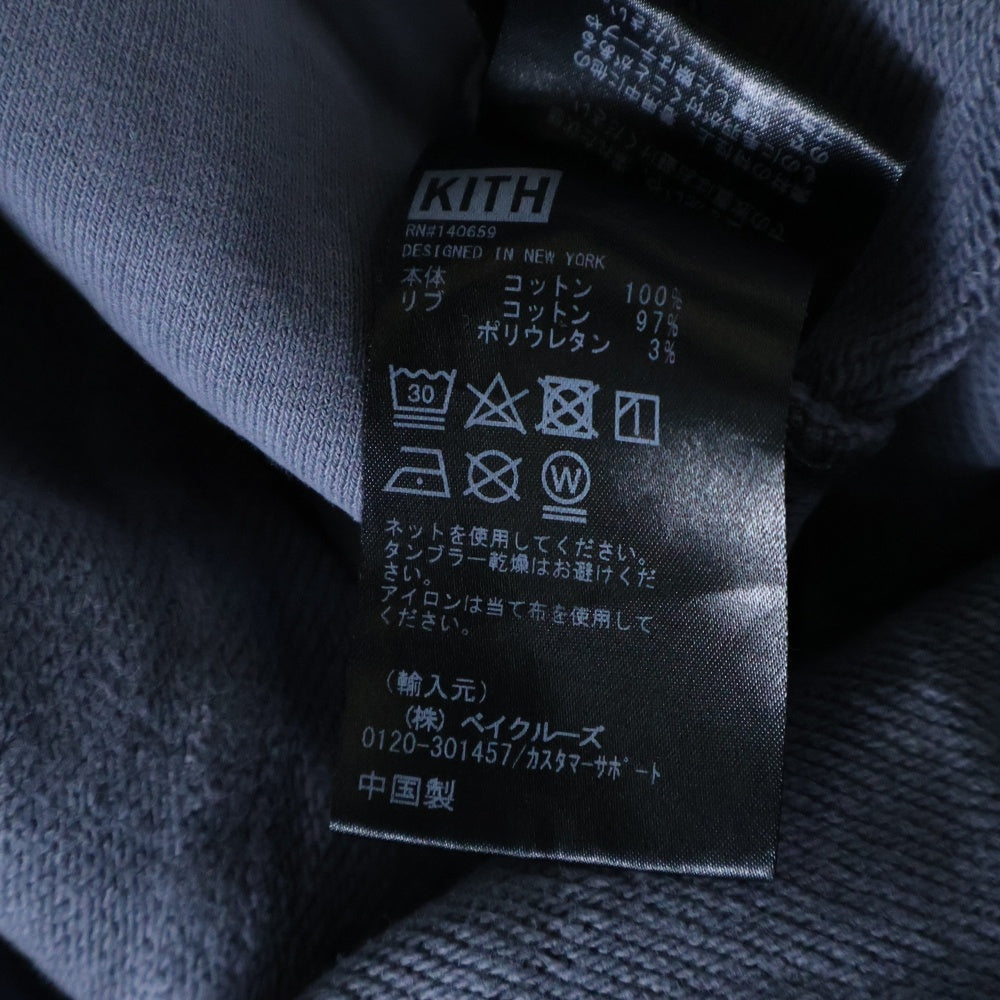 KITH
RN#140659
DESIGNED IN NEW YORK
本体 コットン 100%
リブ コットン 97%
ポリウレタン 3%
30
W
ネットを使用してください。
タンブラー乾燥はお避けくだ
さい。
アイロンは当て布を使用して
ください。
(輸入元)
(株) ベイクルーズ
0120-301457/カスタマーサポート
中国製